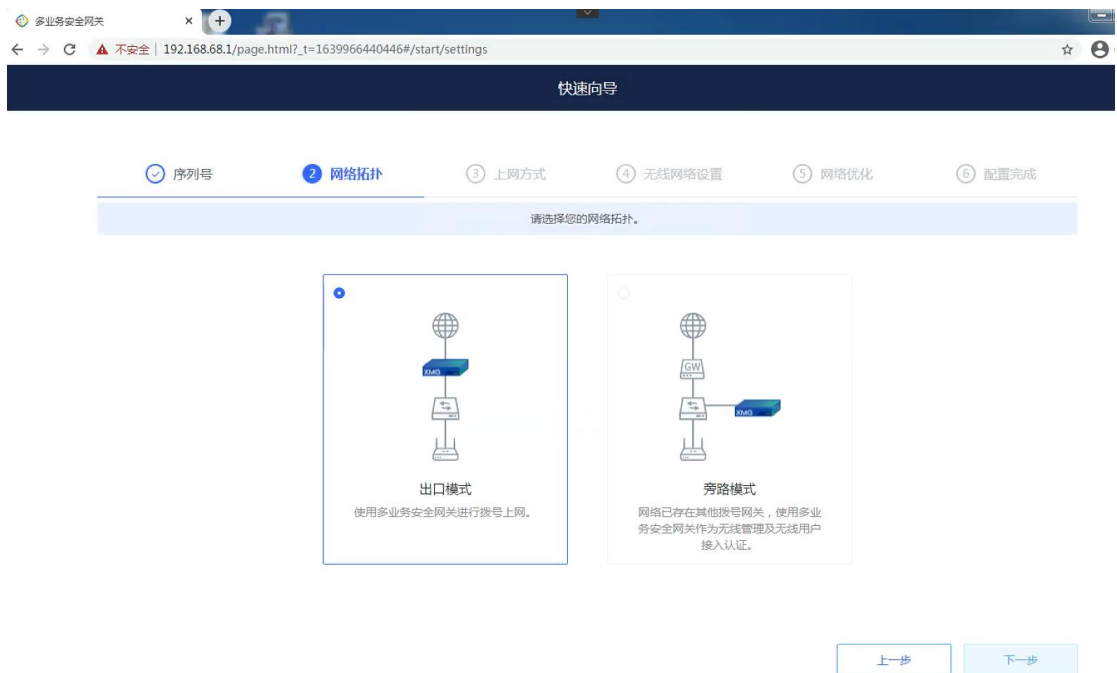 多业务安全网关
不安全 | 192.168.68.1/page.html?_t=1639966440446#/start/settings
快速向导
序列号
2 网络拓扑
3 上网方式
4 无线网络设置
5 网络优化
6 配置完成
请选择您的网络拓扑。
XMG
出口模式
使用多业务安全网关进行拨号上网。
GW
XMG
旁路模式
网络已存在其他拨号网关，使用多业
务安全网关作为无线管理及无线用户
接入认证。
上一步
下一步